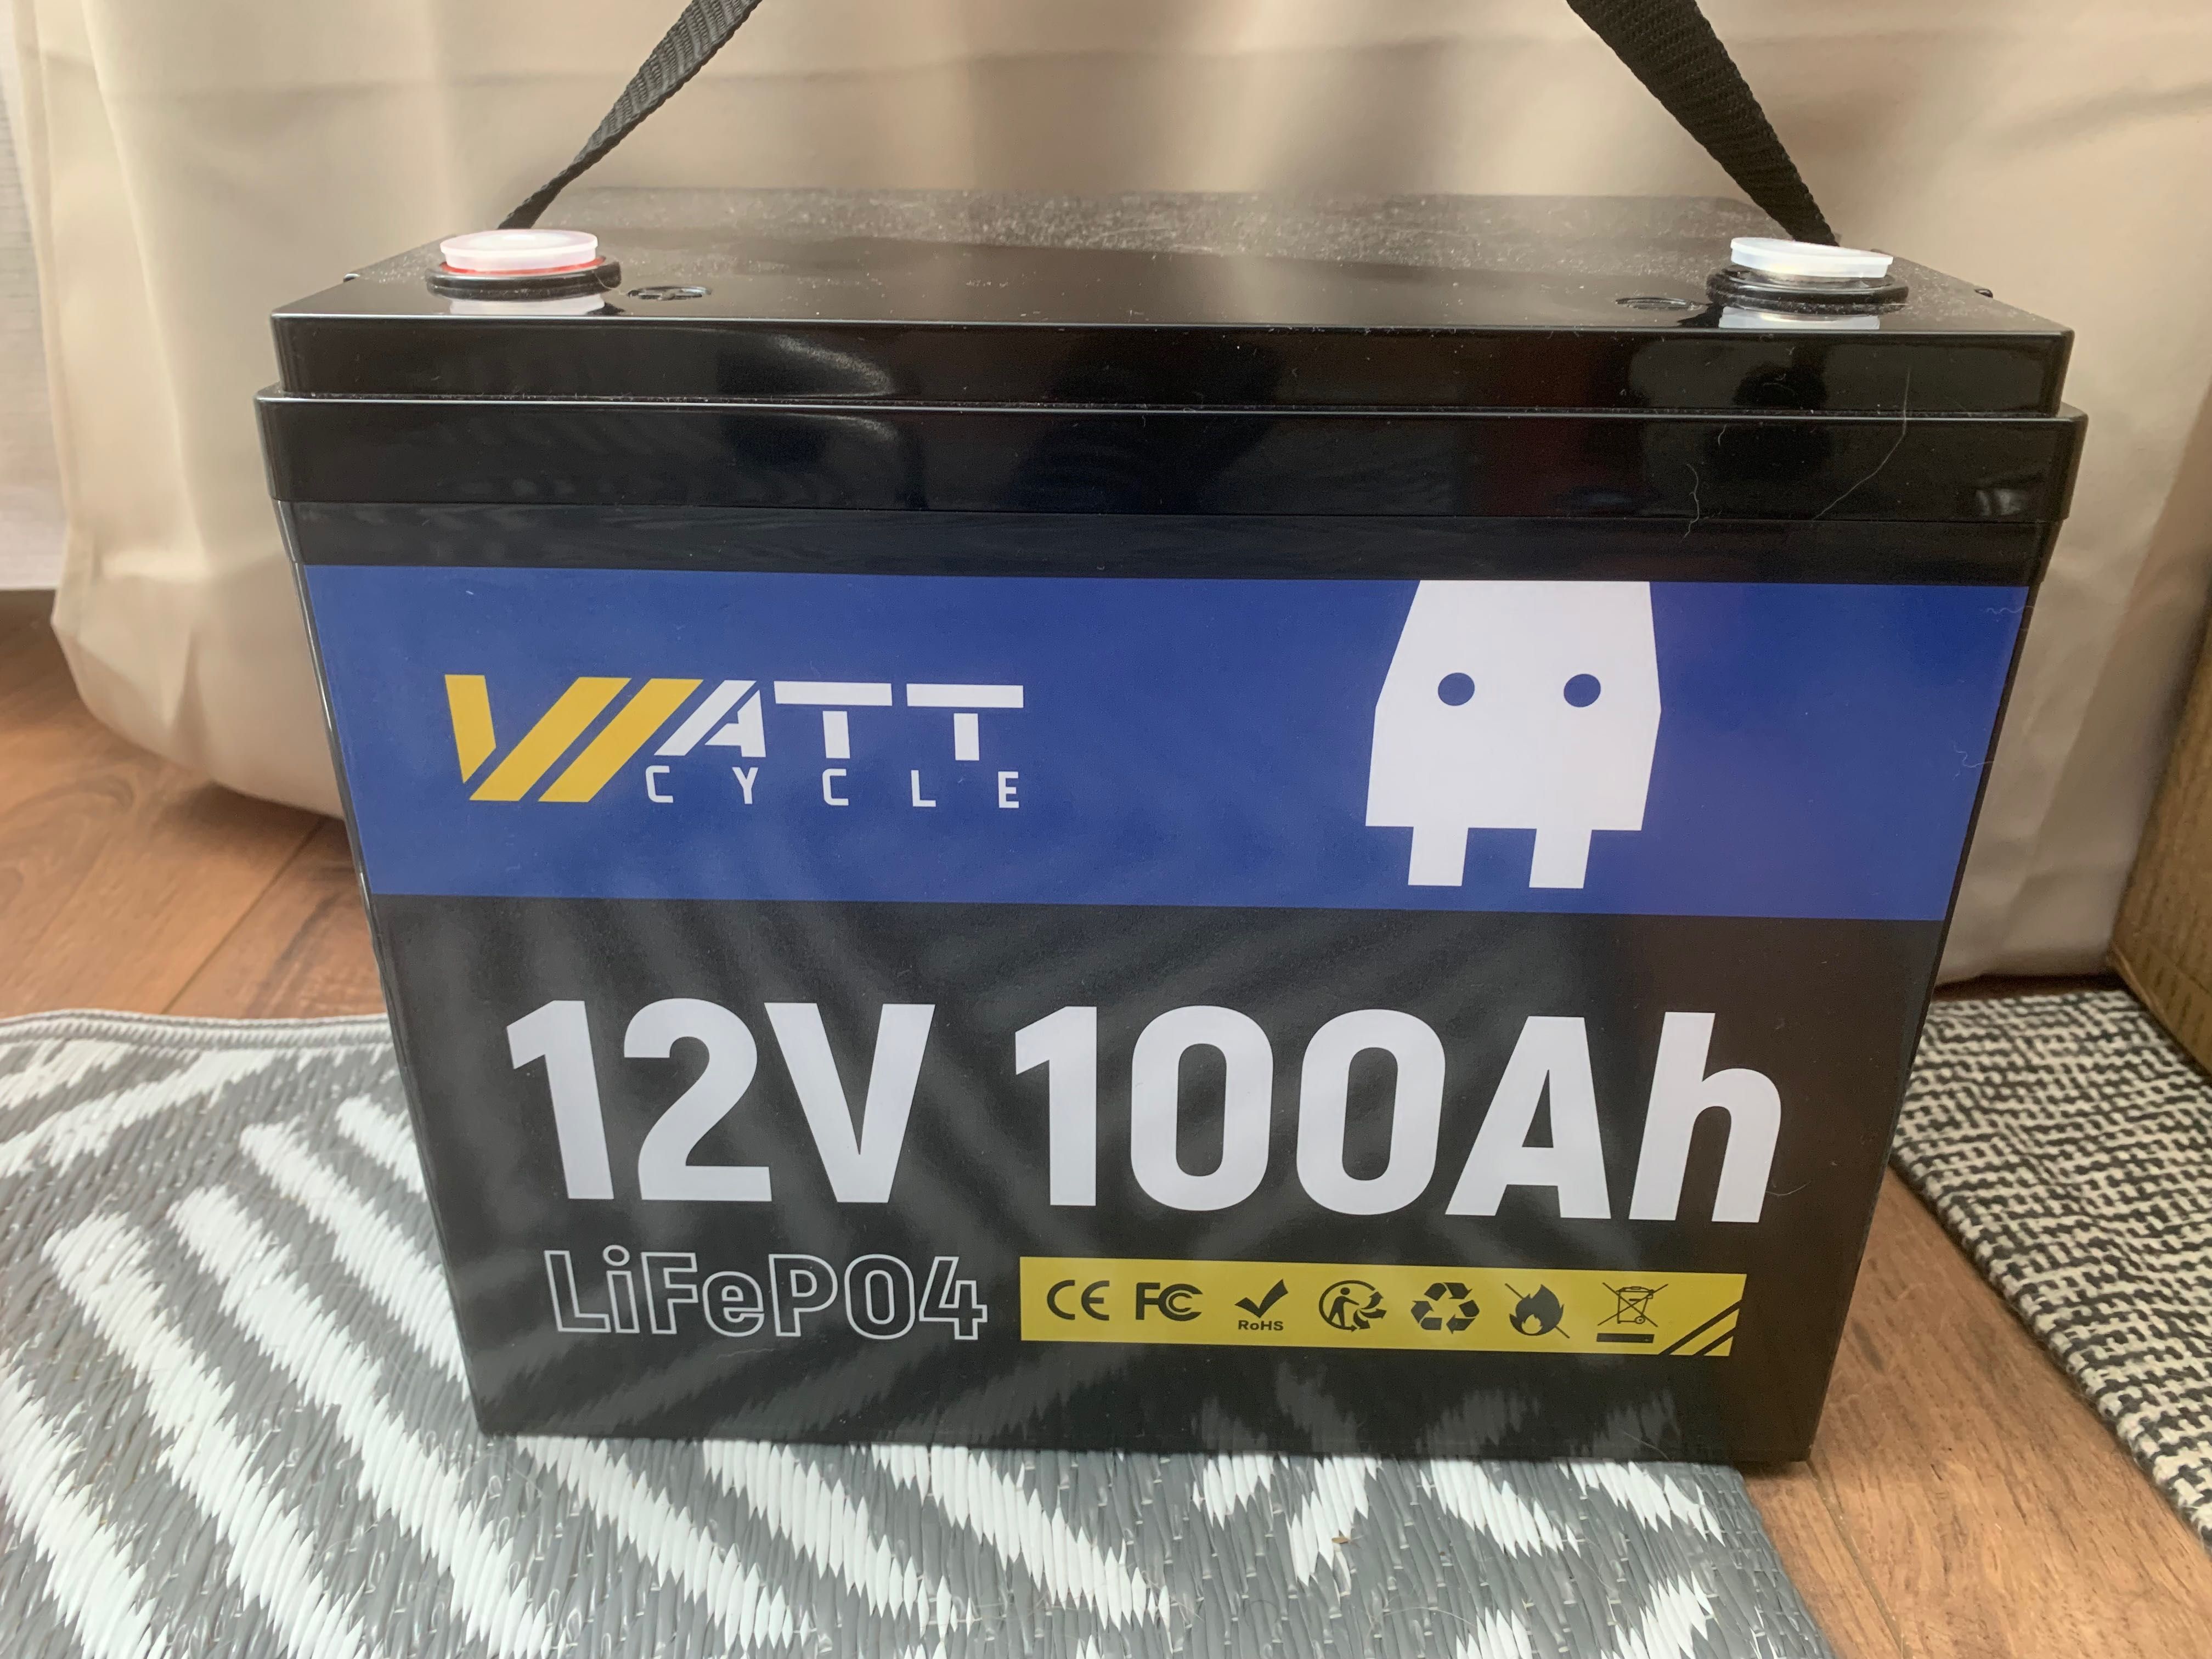 WATT
CYCLE
12V 100Ah
LiFePO4
CE FC RoHS